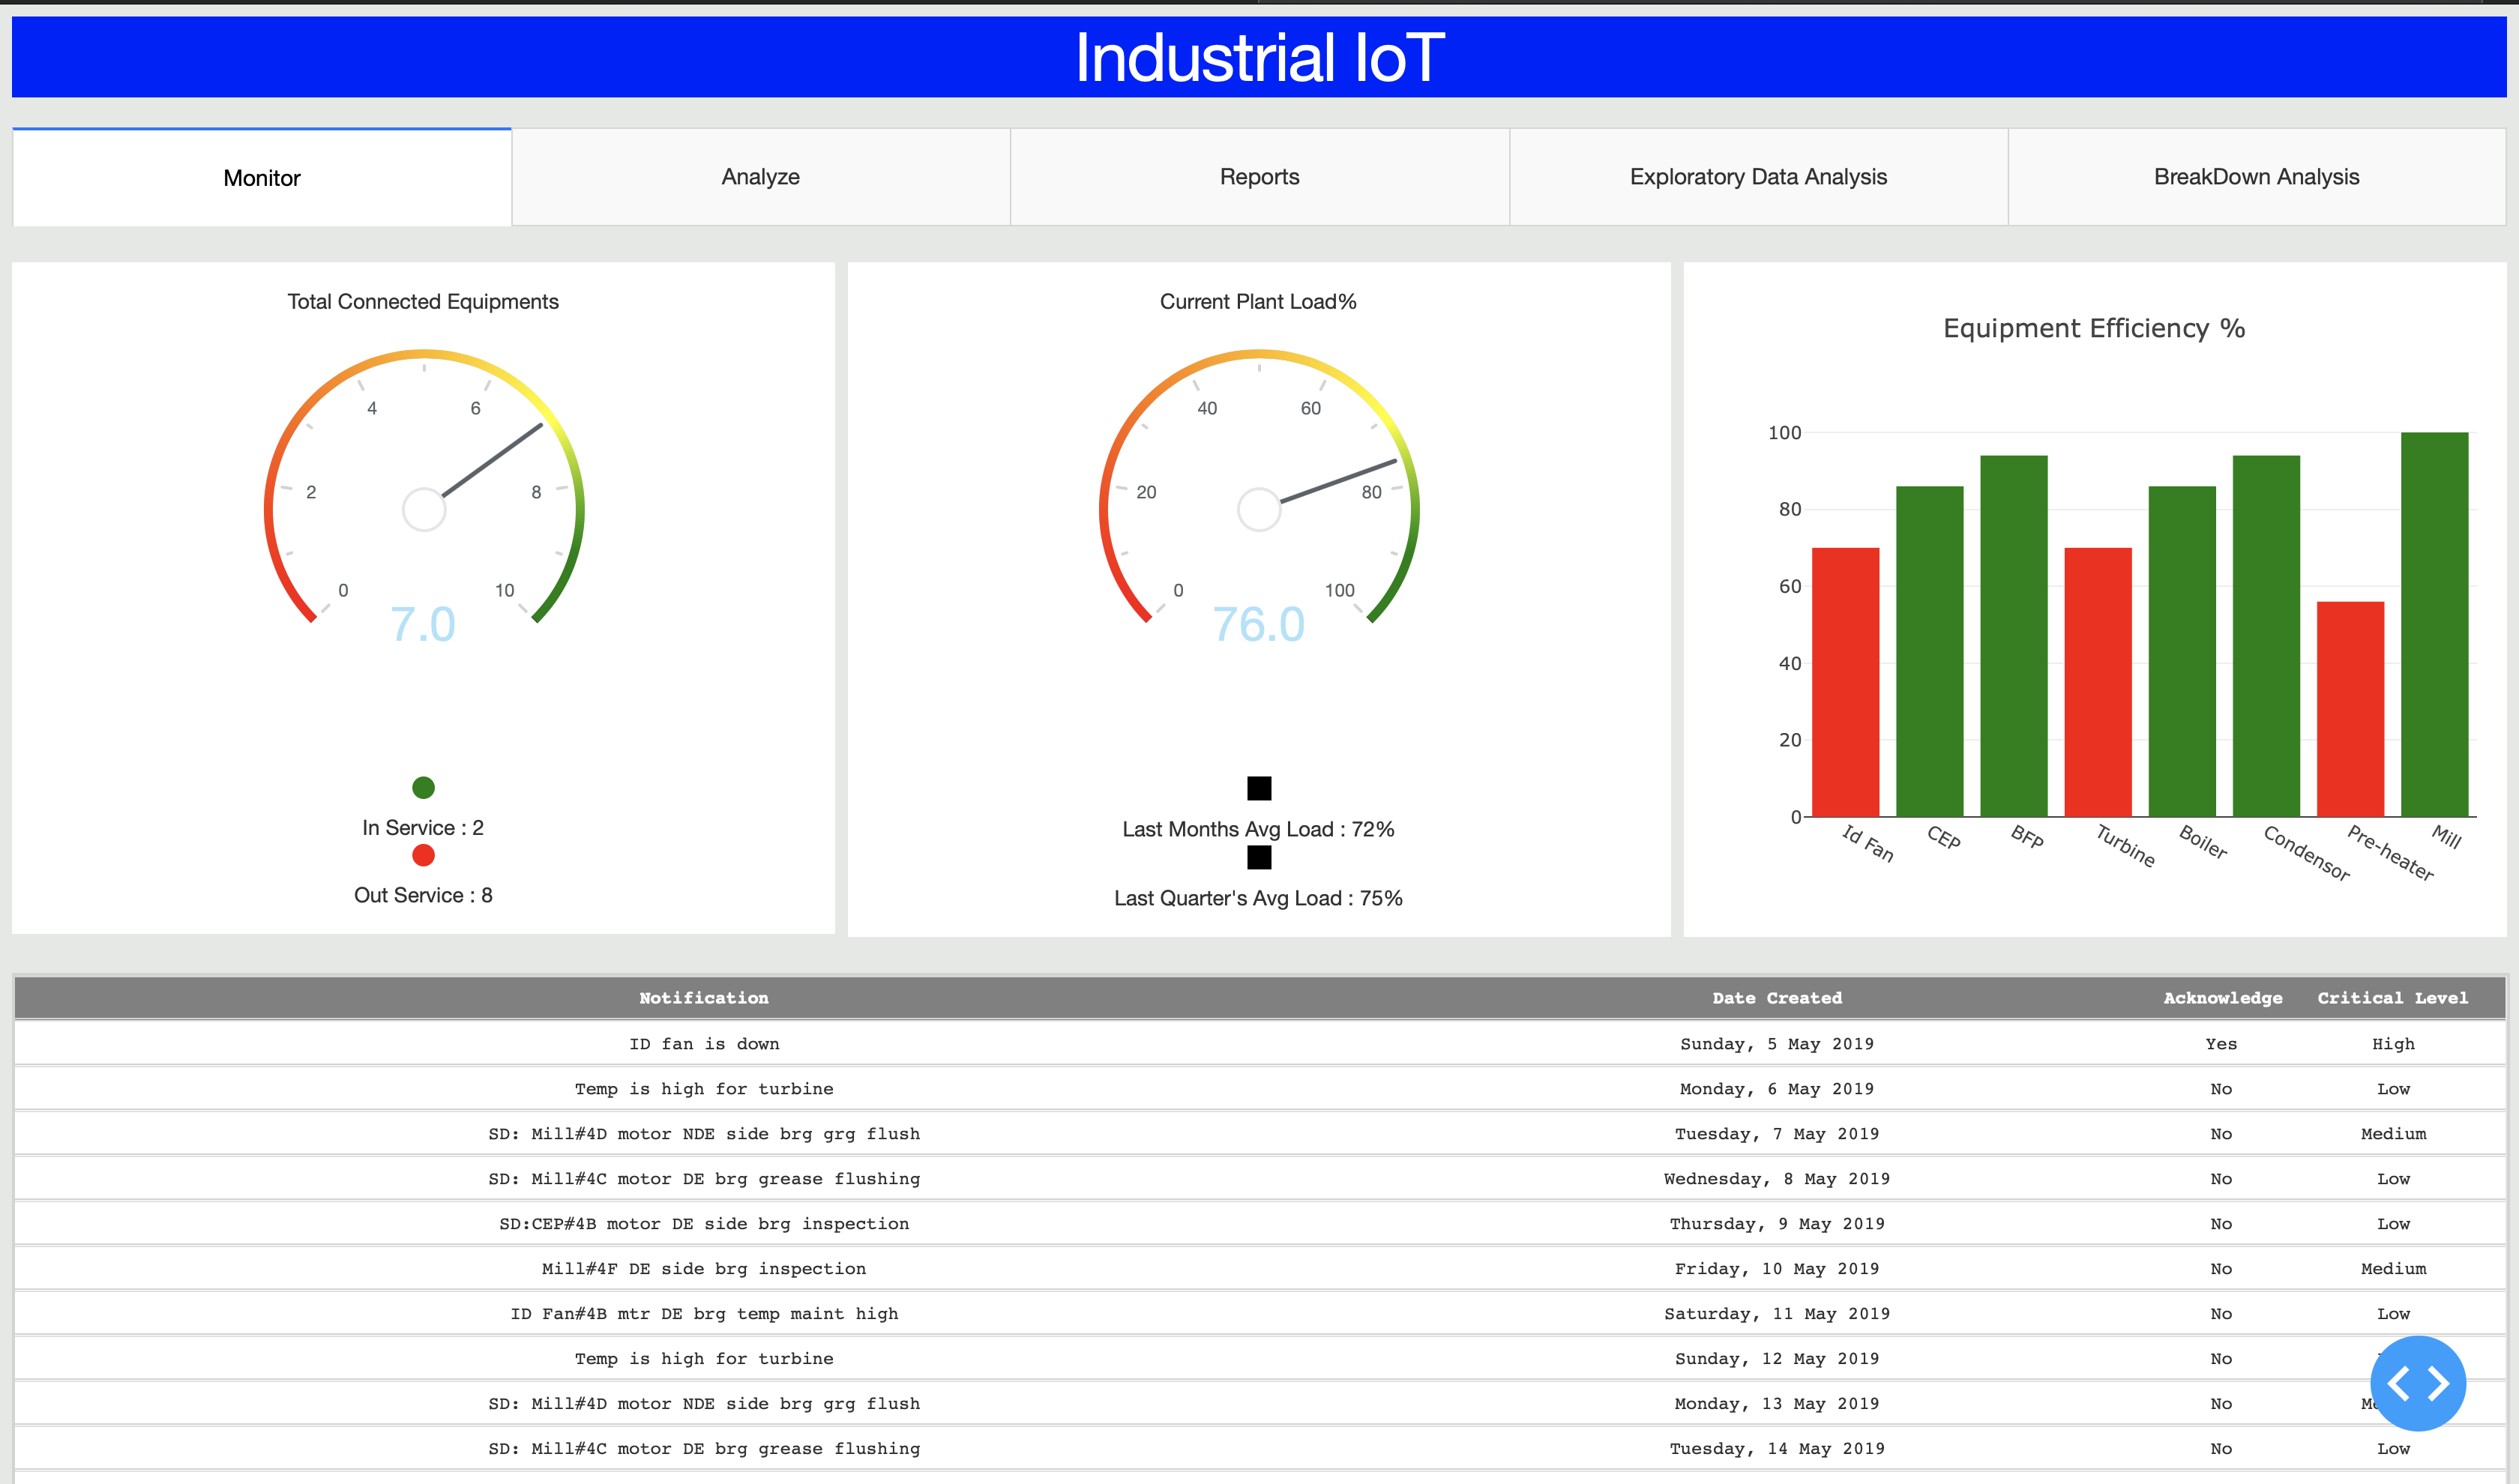 Industrial IoT
Monitor
Analyze
Reports
Exploratory Data Analysis
BreakDown Analysis
Total Connected Equipments
0
2
4
6
8
10
7.0
In Service : 2
Out Service : 8
Current Plant Load%
0
20
40
60
80
100
76.0
Last Months Avg Load : 72%
Last Quarter's Avg Load : 75%
Equipment Efficiency %
100
80
60
40
20
0
Id Fan
CEP
BFP
Turbine
Boiler
Condensor
Pre-heater
Mill
Notification Date Created Acknowledge Critical Level
ID fan is down Sunday, 5 May 2019 Yes High
Temp is high for turbine Monday, 6 May 2019 No Low
SD: Mill#4D motor NDE side brg grg flush Tuesday, 7 May 2019 No Medium
SD: Mill#4C motor DE brg grease flushing Wednesday, 8 May 2019 No Low
SD:CEP#4B motor DE side brg inspection Thursday, 9 May 2019 No Low
Mill#4F DE side brg inspection Friday, 10 May 2019 No Medium
ID Fan#4B mtr DE brg temp maint high Saturday, 11 May 2019 No Low
Temp is high for turbine Sunday, 12 May 2019 No
SD: Mill#4D motor NDE side brg grg flush Monday, 13 May 2019 No
SD: Mill#4C motor DE brg grease flushing Tuesday, 14 May 2019 No Low